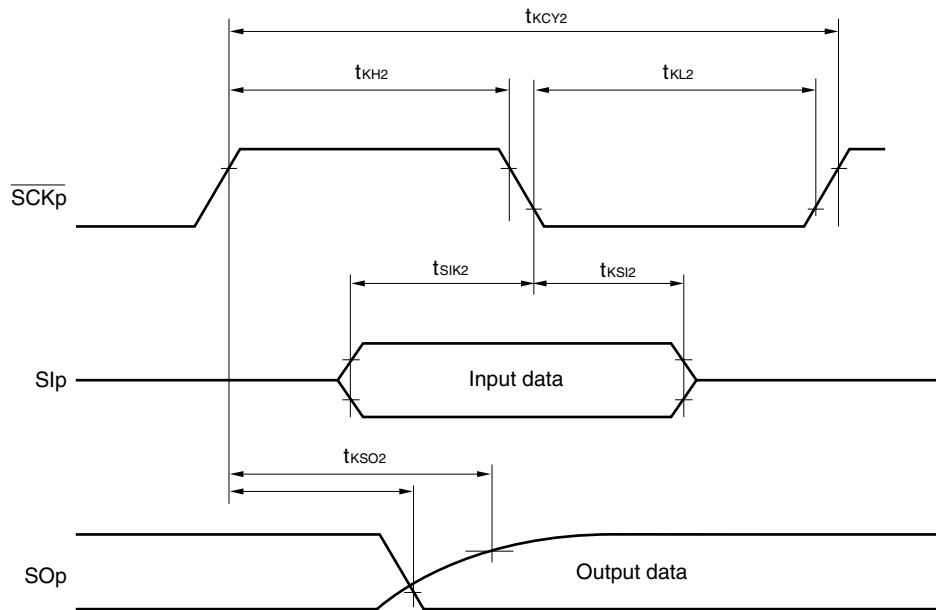 tKCY2
tKH2
tKL2
SCKp
tSIK2
tKSI2
SIp
Input data
tKSO2
SOp
Output data